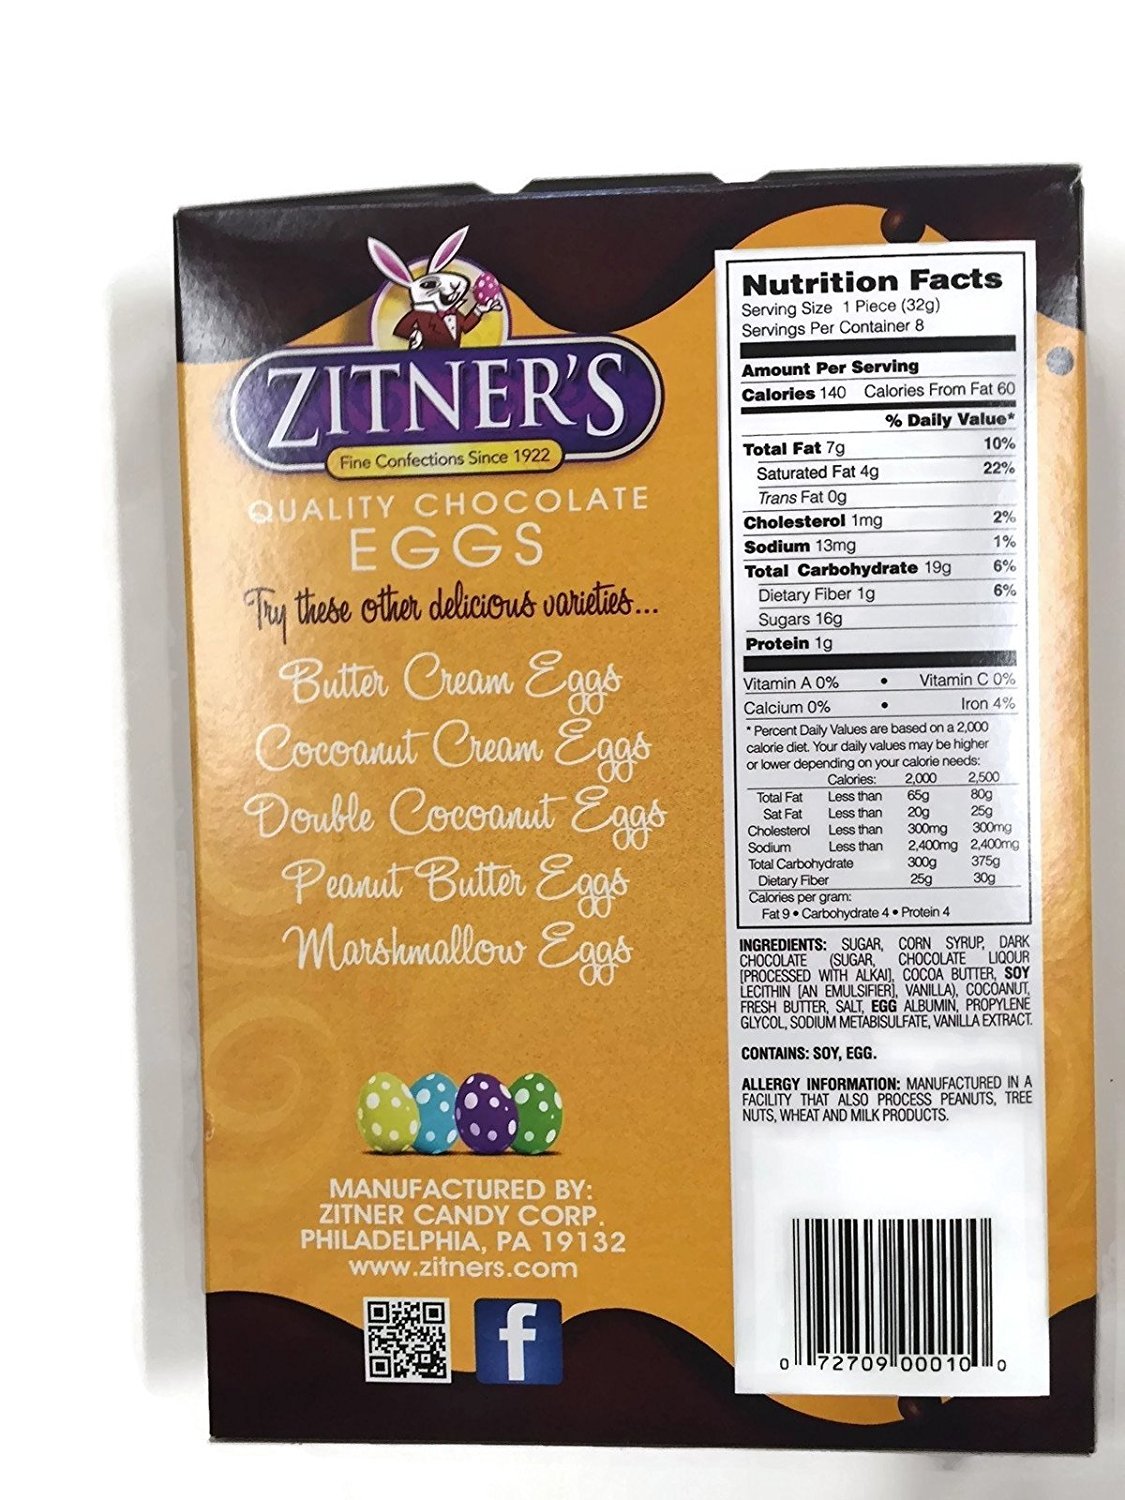 ZITNER'S
Fine Confections Since 1922
QUALITY CHOCOLATE
EGGS
Try these other delicious varieties...
Butter Cream Eggs
Cocoanut Cream Eggs
Double Cocoanut Eggs
Peanut Butter Eggs
Marshmallow Eggs
MANUFACTURED BY:
ZITNER CANDY CORP.
PHILADELPHIA, PA 19132
www.zitners.com
f
Nutrition Facts
Serving Size 1 Piece (32g)
Servings Per Container 8
Amount Per Serving
Calories 140 Calories From Fat 60
% Daily Value*
Total Fat 7g 10%
Saturated Fat 4g 22%
Trans Fat 0g
Cholesterol 1mg 2%
Sodium 13mg 1%
Total Carbohydrate 19g 6%
Dietary Fiber 1g 6%
Sugars 16g
Protein 1g
Vitamin A 0% • Vitamin C 0%
Calcium 0% • Iron 4%
* Percent Daily Values are based on a 2,000
calorie diet. Your daily values may be higher
or lower depending on your calorie needs:
Calories: 2,000 2,500
Total Fat Less than 65g 80g
Sat Fat Less than 20g 25g
Cholesterol Less than 300mg 300mg
Sodium Less than 2,400mg 2,400mg
Total Carbohydrate 300g 375g
Dietary Fiber 25g 30g
Calories per gram:
Fat 9 • Carbohydrate 4 • Protein 4
INGREDIENTS: SUGAR, CORN SYRUP, DARK
CHOCOLATE (SUGAR, CHOCOLATE LIQOUR
[PROCESSED WITH ALKAI], COCOA BUTTER, SOY
LECITHIN [AN EMULSIFIER], VANILLA), COCOANUT,
FRESH BUTTER, SALT, EGG ALBUMIN, PROPYLENE
GLYCOL, SODIUM METABISULFATE, VANILLA EXTRACT.
CONTAINS: SOY, EGG.
ALLERGY INFORMATION: MANUFACTURED IN A
FACILITY THAT ALSO PROCESS PEANUTS, TREE
NUTS, WHEAT AND MILK PRODUCTS.
0 72709 00010 0